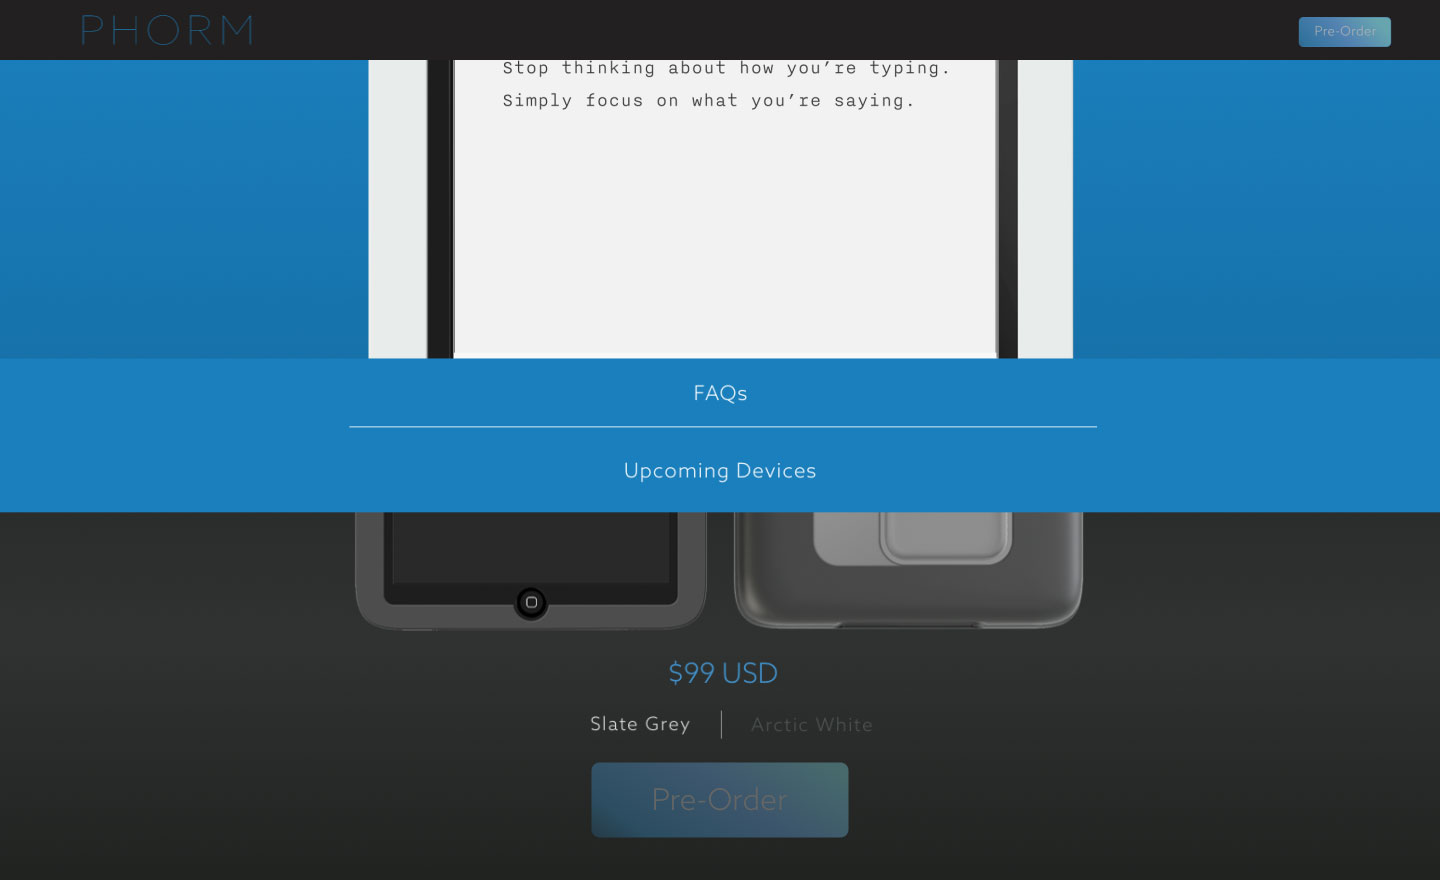 PHORM
Pre-Order
Stop thinking about how you’re typing.
Simply focus on what you’re saying.
FAQs
Upcoming Devices
$99 USD
Slate Grey
Arctic White
Pre-Order